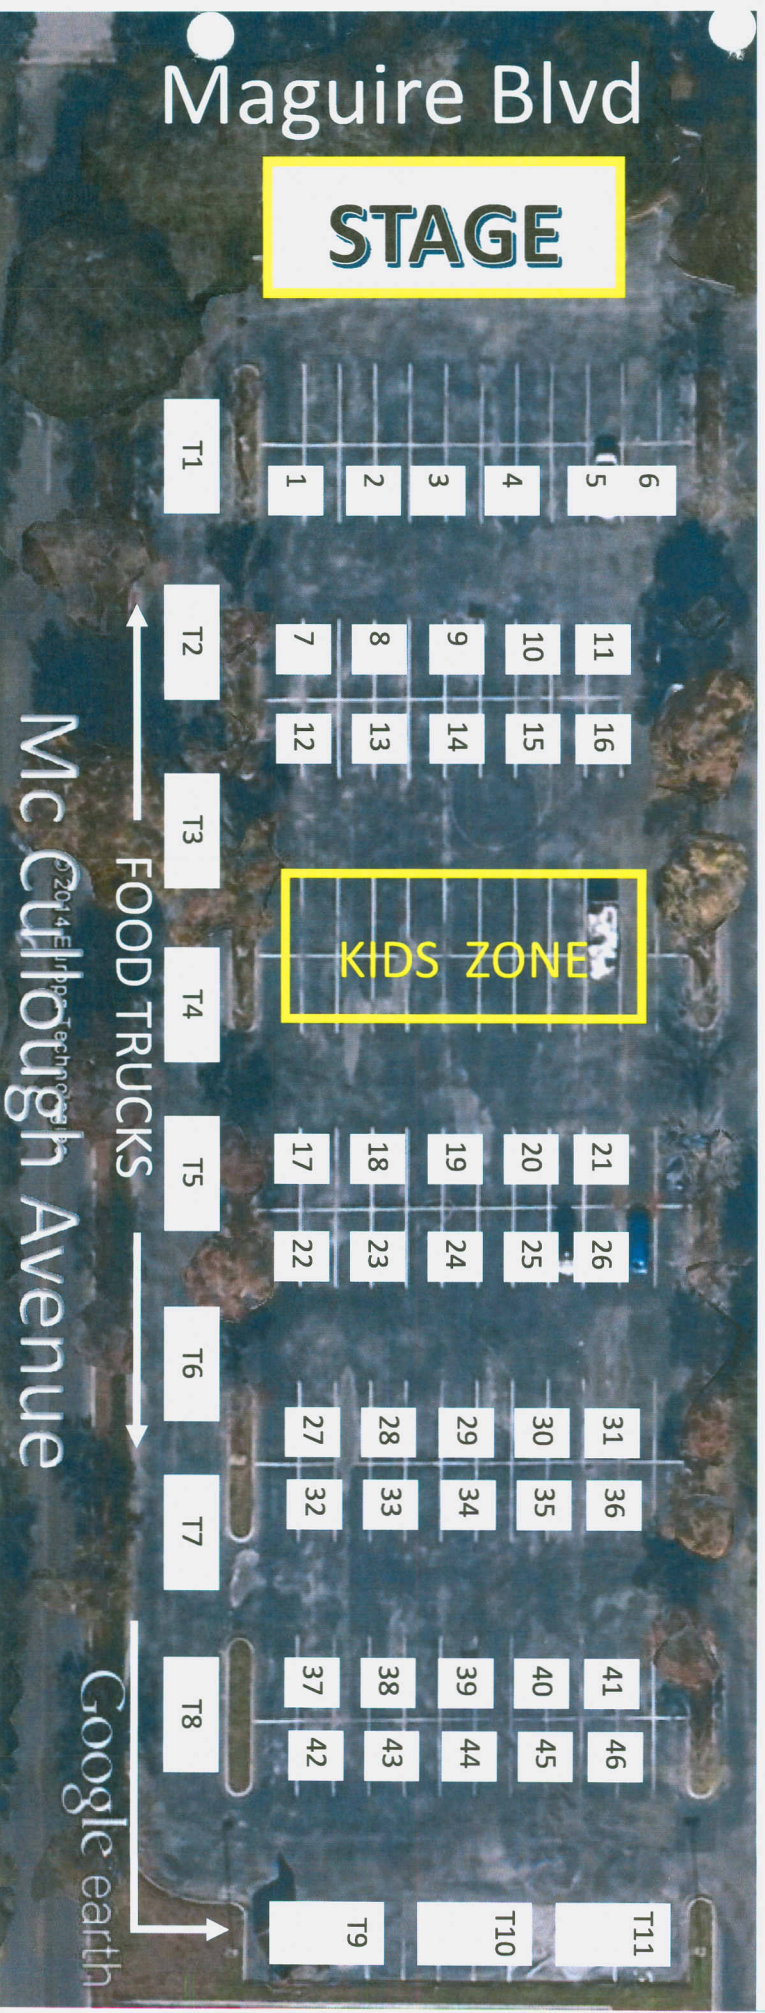 Maguire Blvd
STAGE
T1
1 2 3 4 5 6
T2
7 8 9 10 11
12 13 14 15 16
T3
KIDS ZONE
T4
FOOD TRUCKS
Mc Cullough Avenue
© 2014 Europa Technologies
T5
17 18 19 20 21
22 23 24 25 26
T6
27 28 29 30 31
T7
32 33 34 35 36
T8
37 38 39 40 41
42 43 44 45 46
Google earth
T9 T10 T11